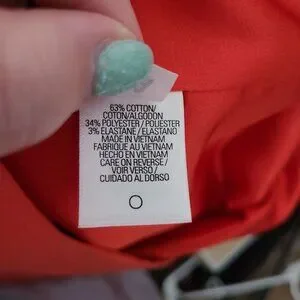 63% COTTON/
COTTON/ALGODON
34% POLYESTER / POLIESTER
3% ELASTANE / ELASTANO
MADE IN VIETNAM
FABRIQUE AU VIETNAM
HECHO EN VIETNAM
CARE ON REVERSE /
VOIR VERSO /
CUIDADO AL DORSO